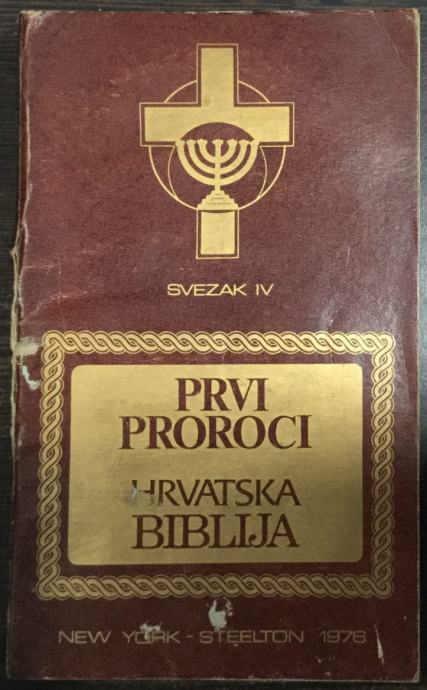 SVEZAK IV
PRVI
PROROCI
HRVATSKA
BIBLIJA
NEW YORK - STEELTON 1976